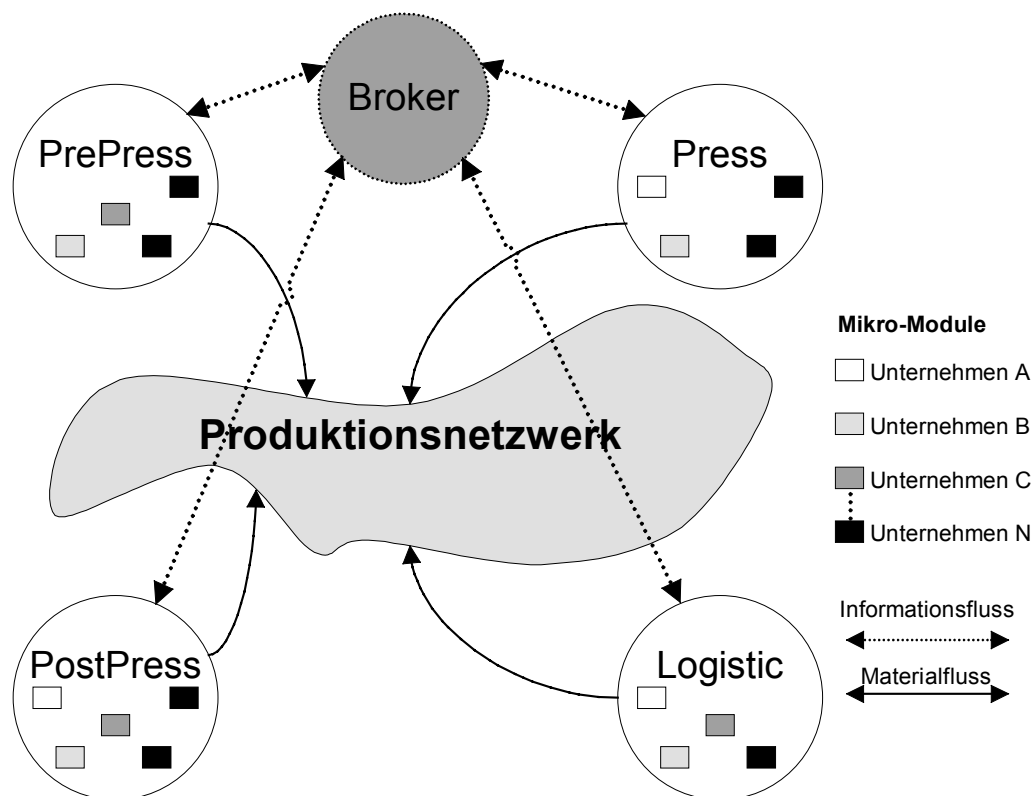 Broker
PrePress
Press
Produktionsnetzwerk
PostPress
Logistic
Mikro-Module
Unternehmen A
Unternehmen B
Unternehmen C
Unternehmen N
Informationsfluss
Materialfluss